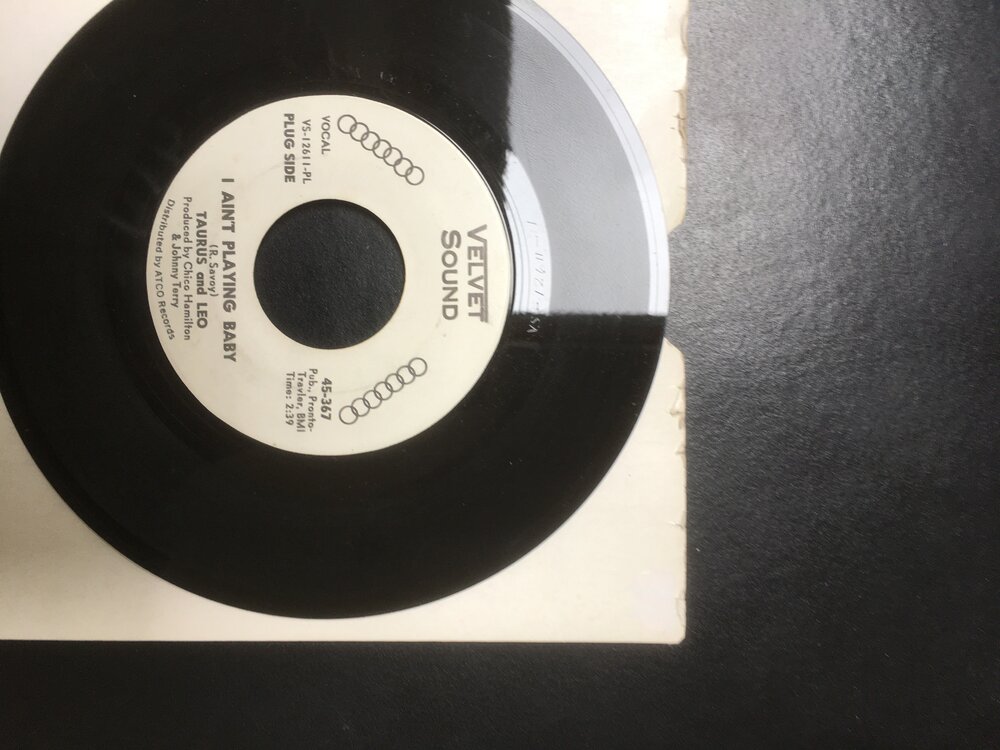 VELVET
SOUND
VOCAL
VS-12611-PL
PLUG SIDE
45-367
Pub., Pronto-
Travler, BMI
Time: 2:39
I AIN'T PLAYING BABY
(R. Savoy)
TAURUS and LEO
Produced by Chico Hamilton
& Johnny Terry
Distributed by ATCO Records